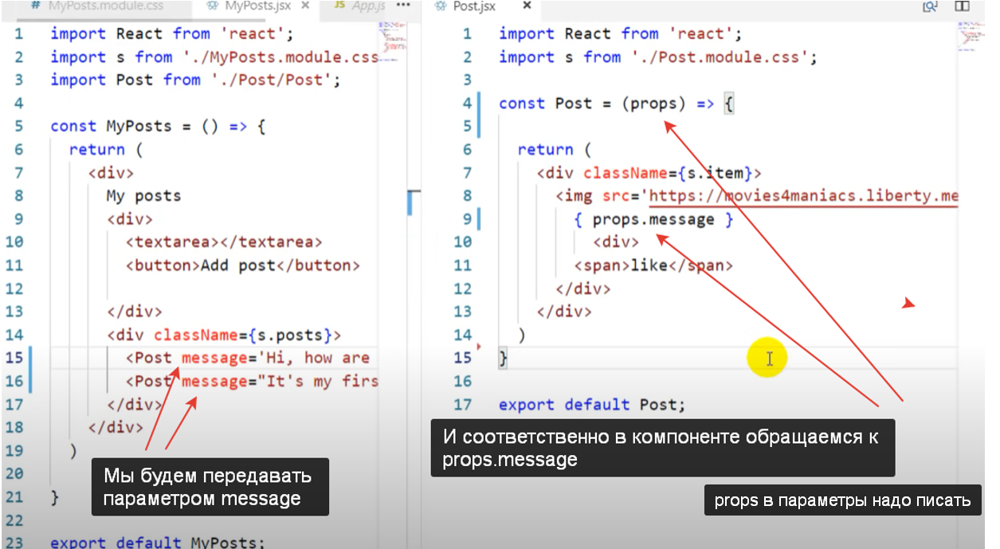 # MyPosts.module.css
MyPosts.jsx ×
JS App.js ...
1 import React from 'react';
2 import s from './MyPosts.module.css
3 import Post from './Post/Post';
4
5 const MyPosts = () => {
6 return (
7 <div>
8 My posts
9 <div>
10 <textarea></textarea>
11 <button>Add post</button>
12
13 </div>
14 <div className={s.posts}>
15 <Post message='Hi, how are
16 <Post message="It's my firs
17 </div>
18 </div>
19 )
20
21 }
22
23 export default MyPosts;
Мы будем передавать
параметром message
Post.jsx ×
1 import React from 'react';
2 import s from './Post.module.css';
3
4 const Post = (props) => {
5
6 return (
7 <div className={s.item}>
8 <img src='https://movies4maniacs.liberty.me
9 { props.message }
10 <div>
11 <span>like</span>
12 </div>
13 </div>
14 )
15 }
16
17 export default Post;
И соответственно в компоненте обращаемся к
props.message
props в параметры надо писать